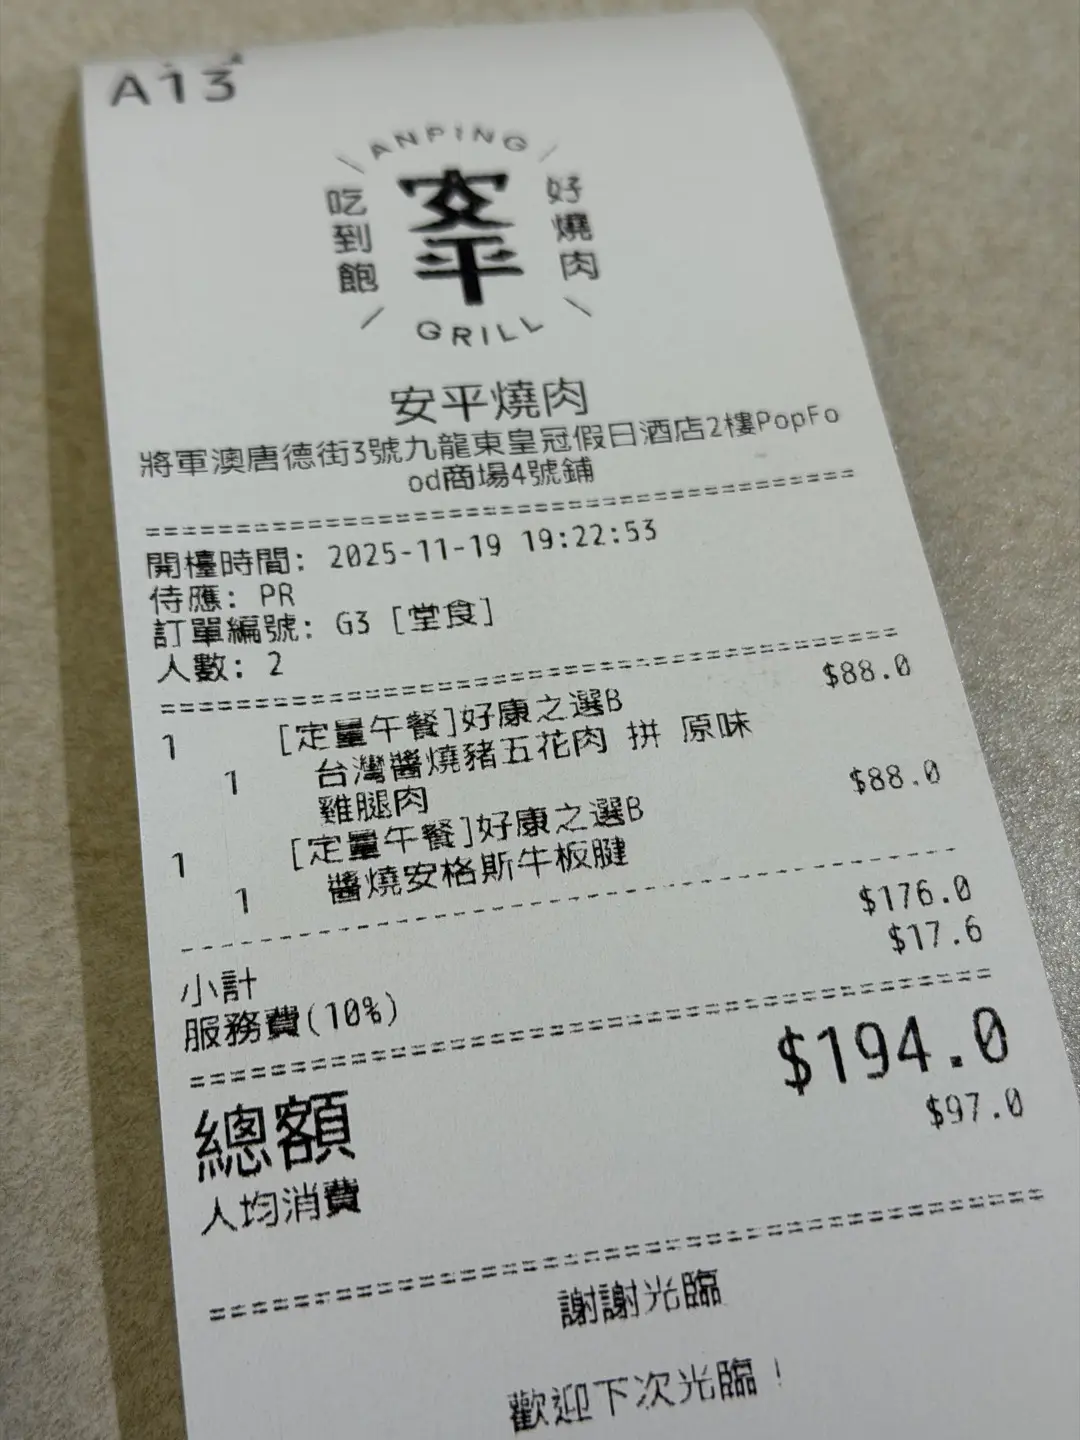 A13
ANPING
吃到飽
安平
好燒肉
GRILL
安平燒肉
將軍澳唐德街3號九龍東皇冠假日酒店2樓PopFo
od商場4號鋪
開檯時間: 2025-11-19 19:22:53
侍應: PR
訂單編號: G3 [堂食]
人數: 2
1 [定量午餐]好康之選B $88.0
1 台灣醬燒豬五花肉 拼 原味
雞腿肉
1 [定量午餐]好康之選B $88.0
1 醬燒安格斯牛板腱
小計 $176.0
服務費(10%) $17.6
總額 $194.0
人均消費 $97.0
謝謝光臨
歡迎下次光臨！